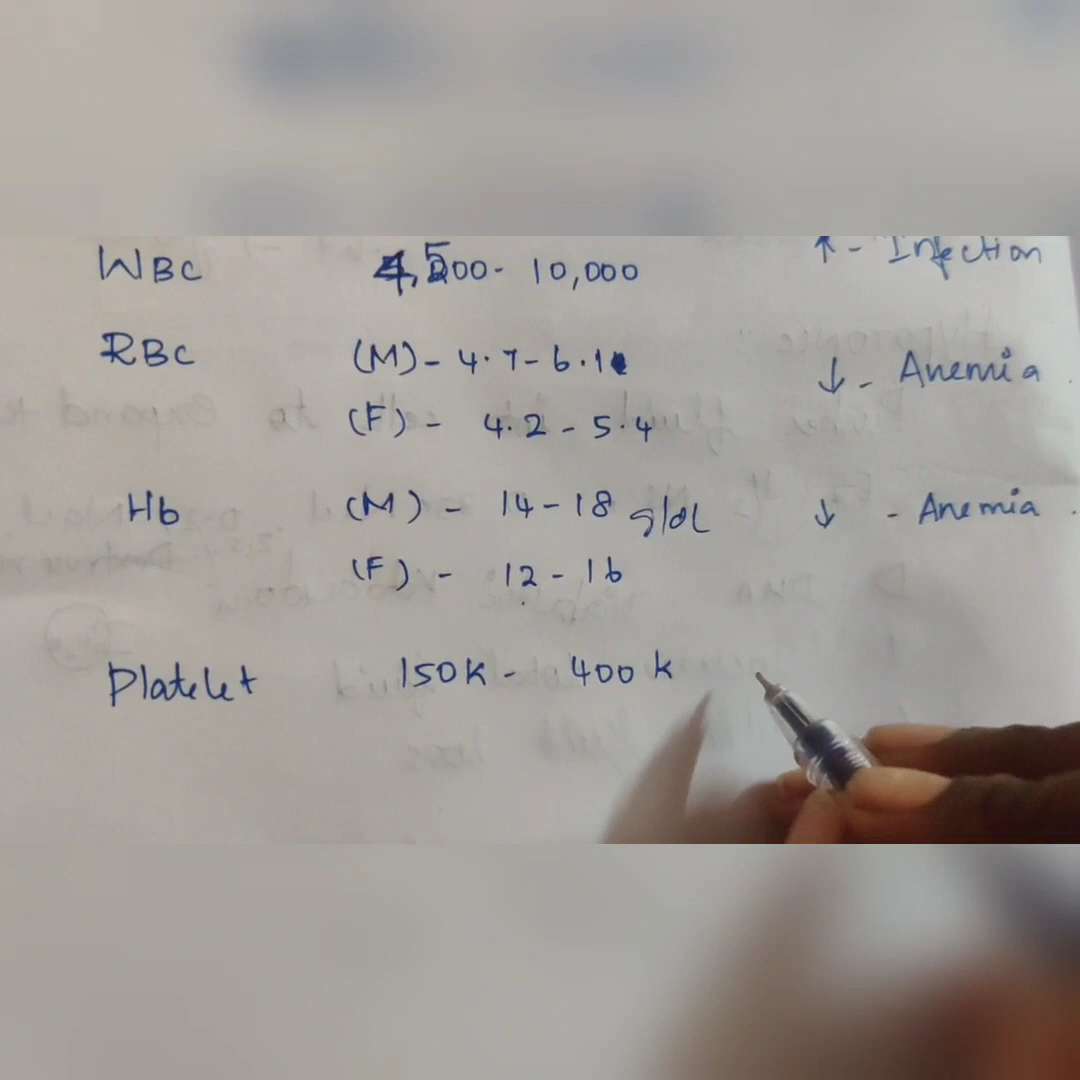 WBC 4,500- 10,000 ↑ - Infection
RBC (M) - 4.7 - 6.1 ↓ - Anemia
(F) - 4.2 - 5.4
Hb (M) - 14 - 18 g/dL ↓ - Anemia
(F) - 12 - 16
Platelet 150K - 400K